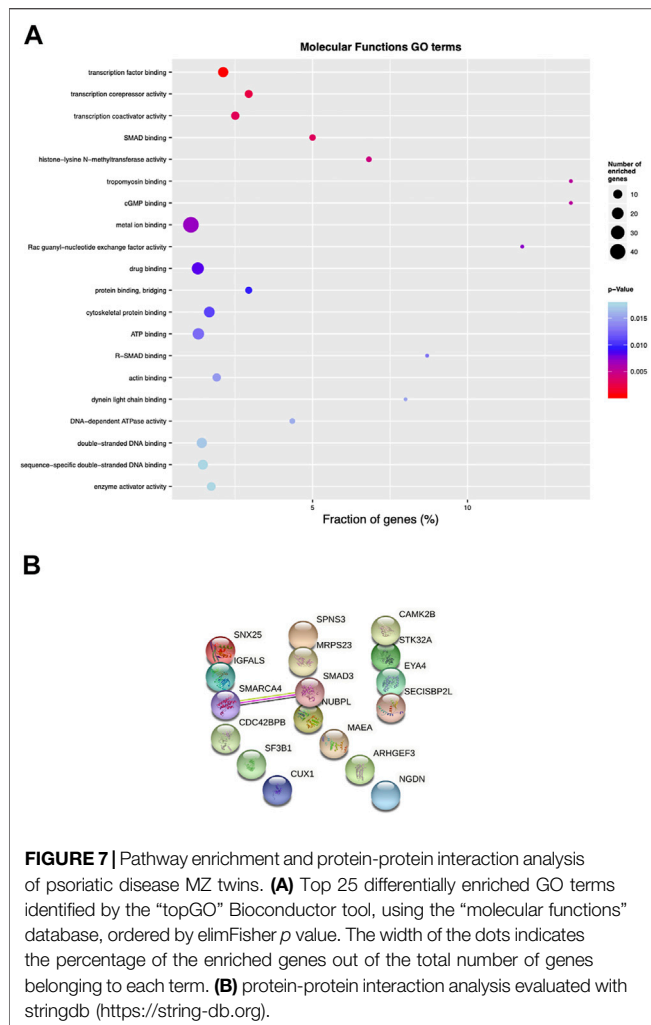 A
Molecular Functions GO terms
transcription factor binding
transcription corepressor activity
transcription coactivator activity
SMAD binding
histone−lysine N−methyltransferase activity
tropomyosin binding
cGMP binding
metal ion binding
Rac guanyl−nucleotide exchange factor activity
drug binding
protein binding, bridging
cytoskeletal protein binding
ATP binding
R−SMAD binding
actin binding
dynein light chain binding
DNA−dependent ATPase activity
double−stranded DNA binding
sequence−specific double−stranded DNA binding
enzyme activator activity
5
10
Fraction of genes (%)
Number of
enriched
genes
10
20
30
40
p−Value
0.015
0.010
0.005
B
SNX25
IGFALS
SMARCA4
CDC42BPB
SF3B1
CUX1
SPNS3
MRPS23
SMAD3
NUBPL
MAEA
ARHGEF3
NGDN
CAMK2B
STK32A
EYA4
SECISBP2L
FIGURE 7 | Pathway enrichment and protein-protein interaction analysis
of psoriatic disease MZ twins. (A) Top 25 differentially enriched GO terms
identified by the “topGO” Bioconductor tool, using the “molecular functions”
database, ordered by elimFisher p value. The width of the dots indicates
the percentage of the enriched genes out of the total number of genes
belonging to each term. (B) protein-protein interaction analysis evaluated with
stringdb (https://string-db.org).